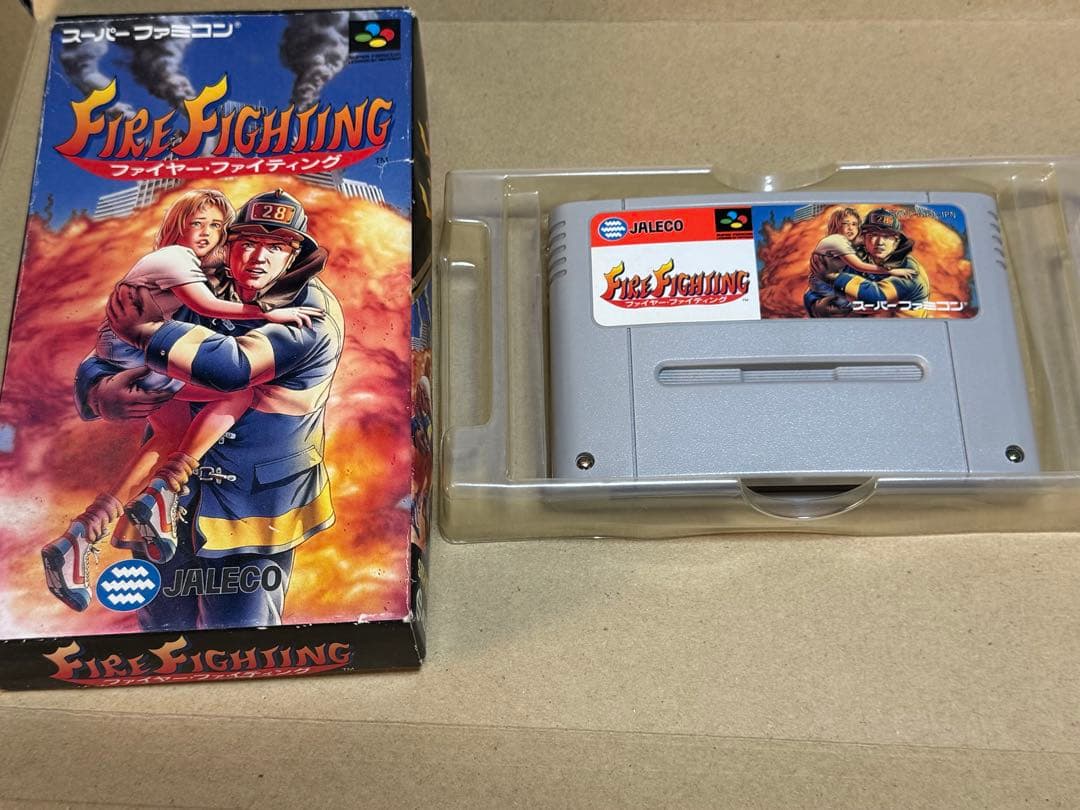 スーパーファミコン®
FIRE FIGHTING
ファイヤー・ファイティング
TM
28
JALECO
FIRE FIGHTING
ファイヤー・ファイティング
TM
JALECO
FIRE FIGHTING
ファイヤー・ファイティング
28
スーパーファミコン